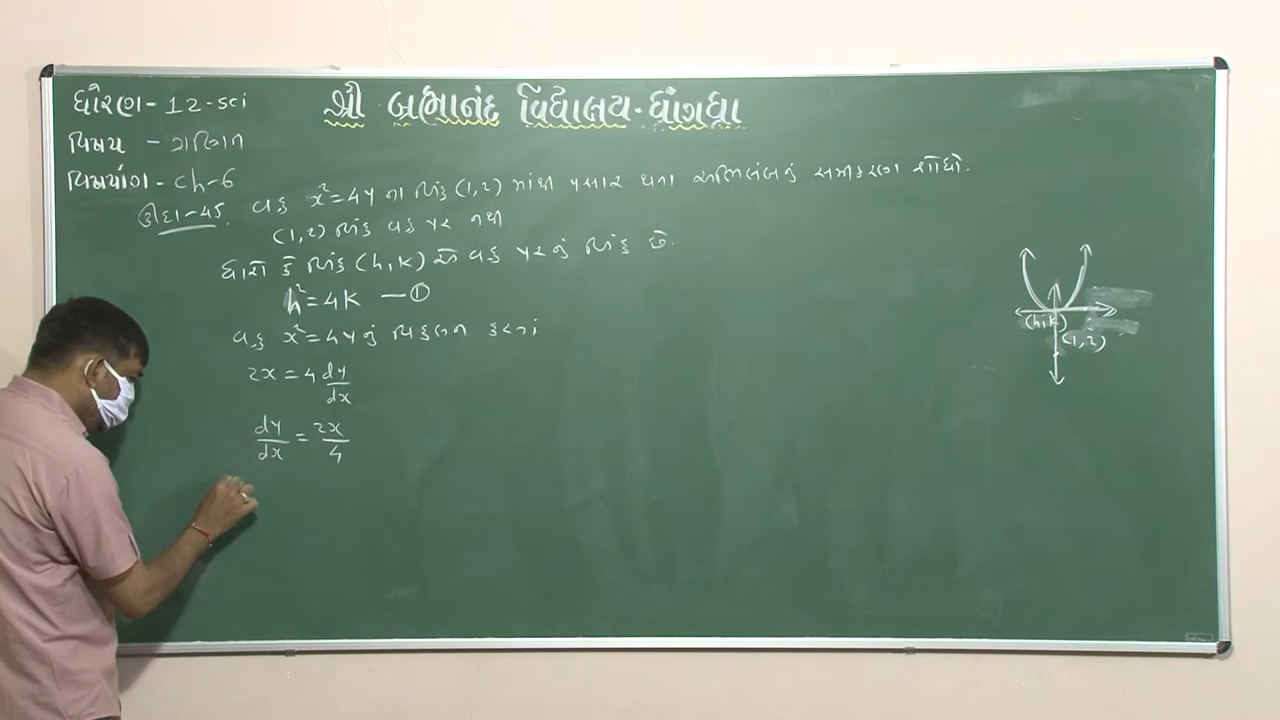 શ્રી બ્રહ્માનંદ વિદ્યાલય - ધ્રાંગધ્રા
ધોરણ - 12 - sci
વિષય - ગણિત
વિષયાંગ - ch-6
ઉદા-45. વક્ર x² = 4y ના બિંદુ (1,2) માંથી પસાર થતા અભિલંબનું સમીકરણ શોધો.
(1,2) બિંદુ વક્ર પર નથી
ધારો કે બિંદુ (h,k) એ વક્ર પરનું બિંદુ છે.
h² = 4k — ①
વક્ર x² = 4y નું વિકલન કરતાં
2x = 4 dy/dx
dy/dx = 2x/4
(h,k)
(1,2)